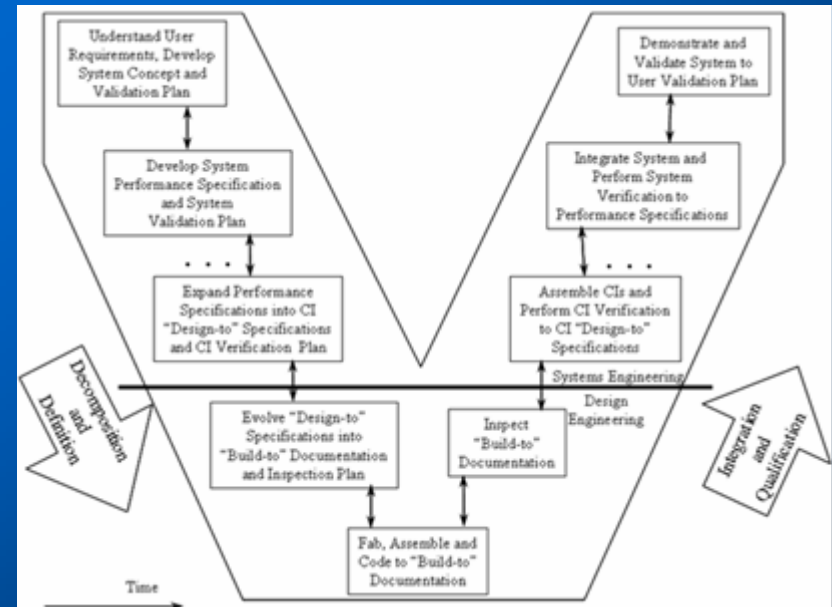 Understand User
Requirements, Develop
System Concept and
Validation Plan
Develop System
Performance Specification
and System
Validation Plan
. . .
Expand Performance
Specifications into CI
"Design-to" Specifications
and CI Verification Plan
Evolve "Design-to"
Specifications into
"Build-to" Documentation
and Inspection Plan
Fab, Assemble and
Code to "Build-to"
Documentation
Inspect
"Build-to"
Documentation
Assemble CIs and
Perform CI Verification
to CI "Design-to"
Specifications
. . .
Integrate System and
Perform System
Verification to
Performance Specifications
Demonstrate and
Validate System to
User Validation Plan
Systems Engineering
Design
Engineering
Decomposition
and
Definition
Integration
and
Qualification
Time